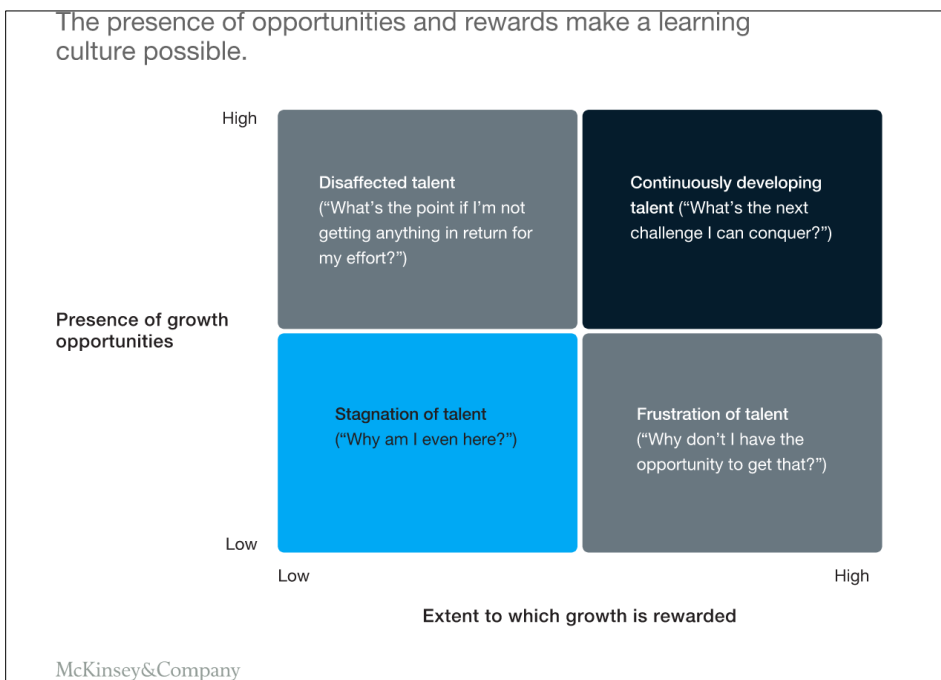 The presence of opportunities and rewards make a learning
culture possible.
High
Disaffected talent
(“What’s the point if I’m not
getting anything in return for
my effort?”)
Continuously developing
talent (“What’s the next
challenge I can conquer?”)
Presence of growth
opportunities
Stagnation of talent
(“Why am I even here?”)
Frustration of talent
(“Why don’t I have the
opportunity to get that?”)
Low
Low
High
Extent to which growth is rewarded
McKinsey&Company